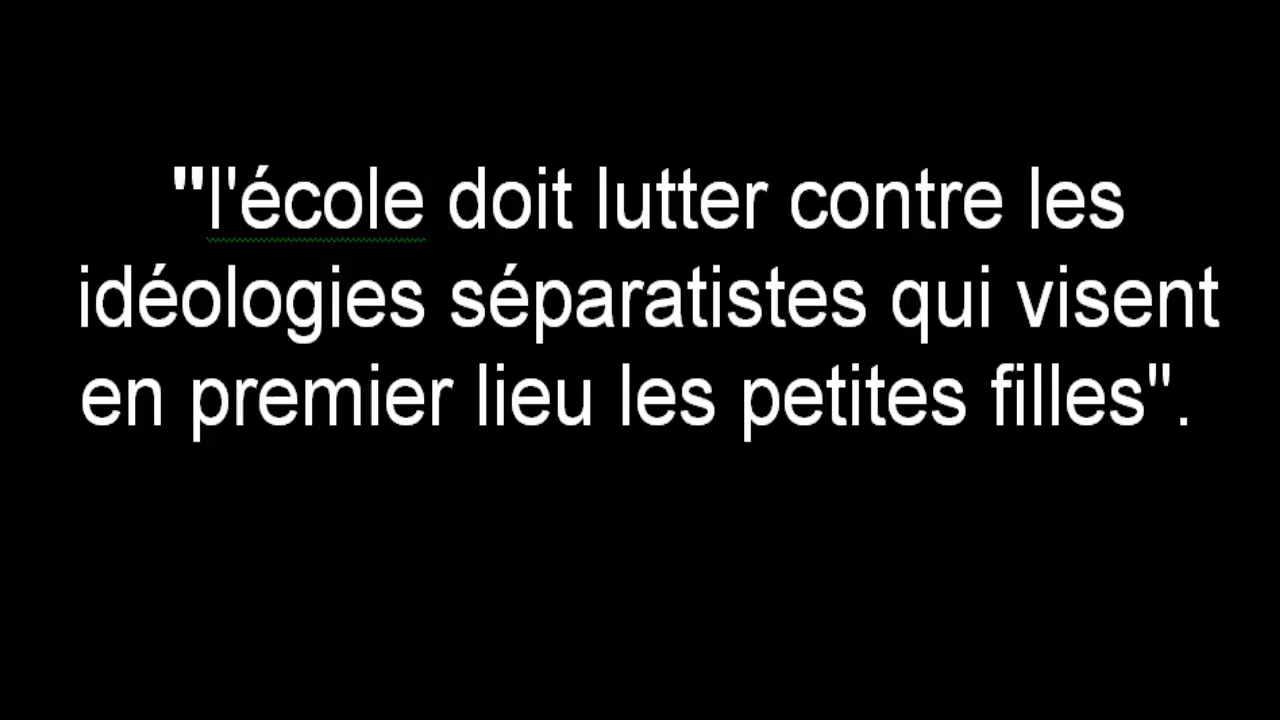 "l'école doit lutter contre les
idéologies séparatistes qui visent
en premier lieu les petites filles".